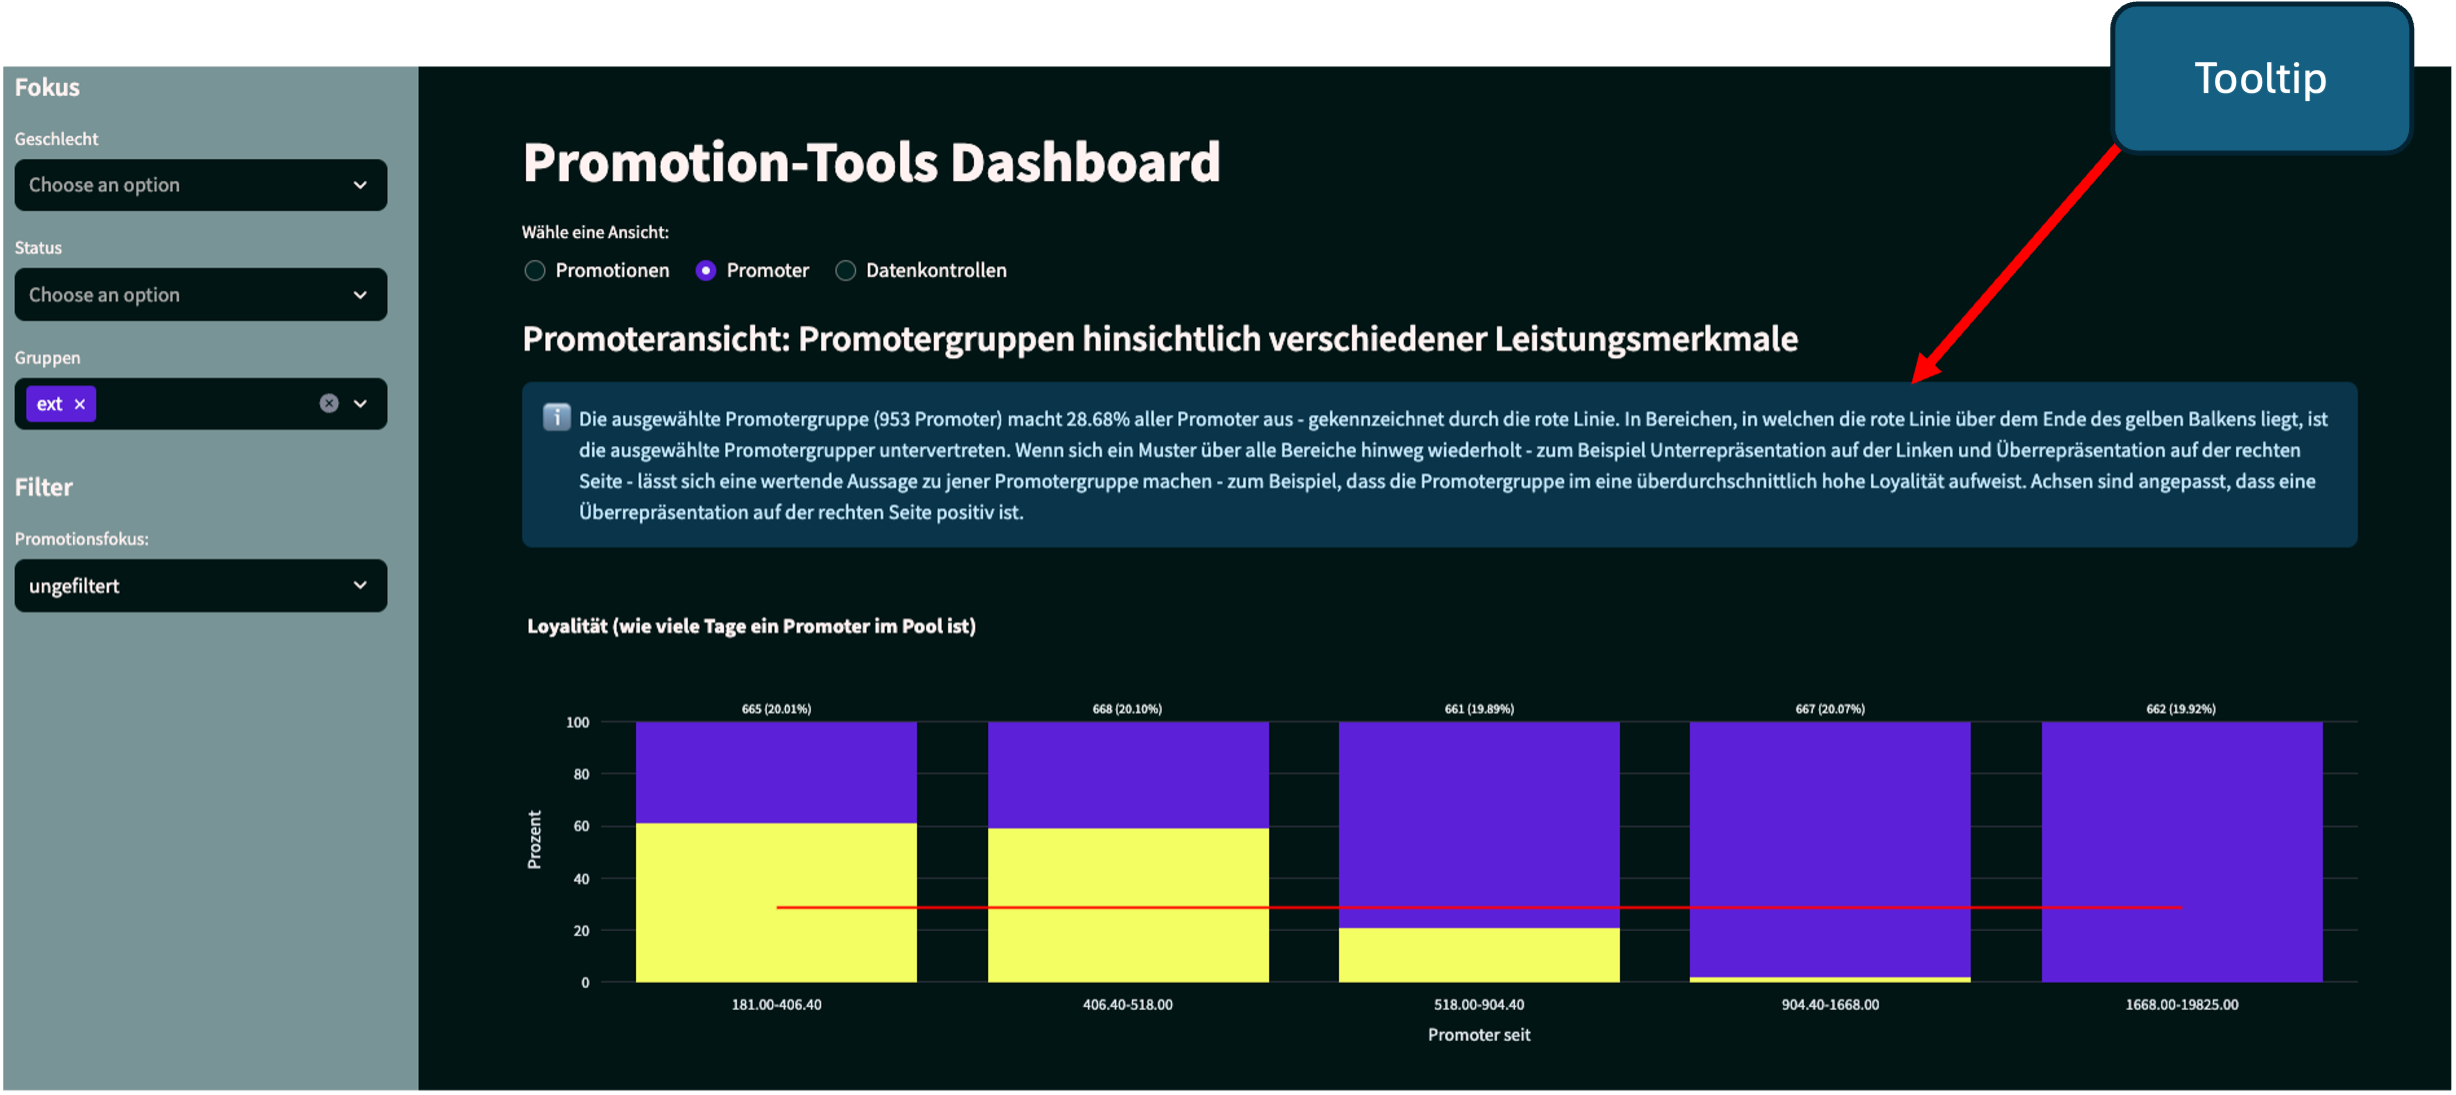 Tooltip
Fokus
Geschlecht
Choose an option
Status
Choose an option
Gruppen
ext ×
Filter
Promotionsfokus:
ungefiltert
Promotion-Tools Dashboard
Wähle eine Ansicht:
Promotionen Promoter Datenkontrollen
Promoteransicht: Promotergruppen hinsichtlich verschiedener Leistungsmerkmale
i Die ausgewählte Promotergruppe (953 Promoter) macht 28.68% aller Promoter aus - gekennzeichnet durch die rote Linie. In Bereichen, in welchen die rote Linie über dem Ende des gelben Balkens liegt, ist
die ausgewählte Promotergrupper untervertreten. Wenn sich ein Muster über alle Bereiche hinweg wiederholt - zum Beispiel Unterrepräsentation auf der Linken und Überrepräsentation auf der rechten
Seite - lässt sich eine wertende Aussage zu jener Promotergruppe machen - zum Beispiel, dass die Promotergruppe im eine überdurchschnittlich hohe Loyalität aufweist. Achsen sind angepasst, dass eine
Überrepräsentation auf der rechten Seite positiv ist.
Loyalität (wie viele Tage ein Promoter im Pool ist)
665 (20.01%) 668 (20.10%) 661 (19.89%) 667 (20.07%) 662 (19.92%)
100
80
60
40
20
0
Prozent
181.00-406.40 406.40-518.00 518.00-904.40 904.40-1668.00 1668.00-19825.00
Promoter seit